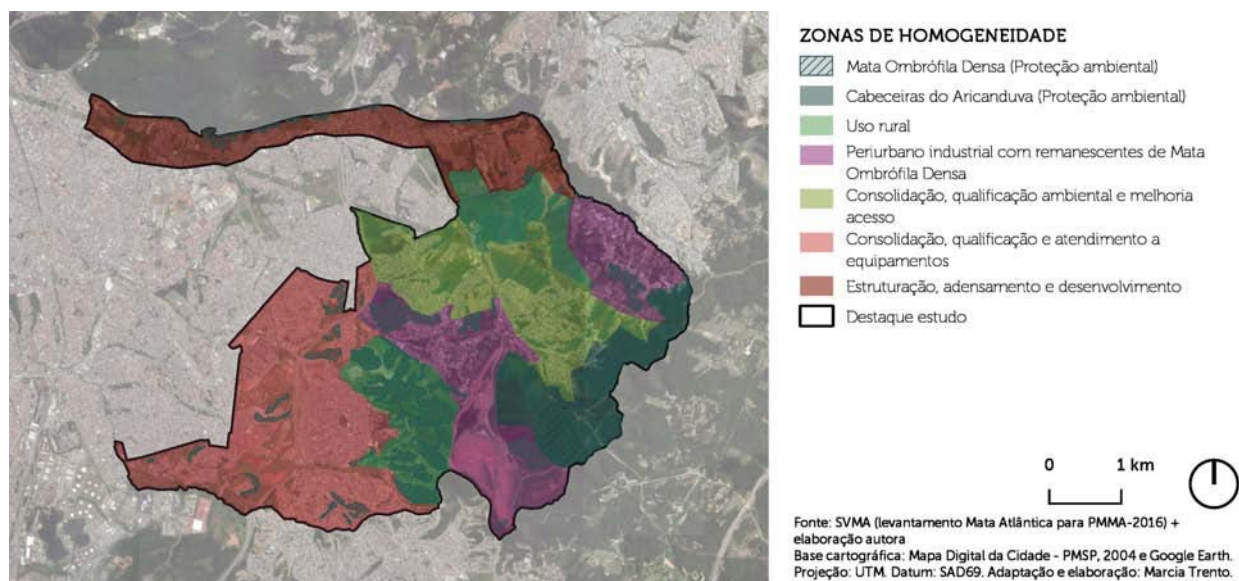 ZONAS DE HOMOGENEIDADE
Mata Ombrófila Densa (Proteção ambiental)
Cabeceiras do Aricanduva (Proteção ambiental)
Uso rural
Periurbano industrial com remanescentes de Mata
Ombrófila Densa
Consolidação, qualificação ambiental e melhoria
acesso
Consolidação, qualificação e atendimento a
equipamentos
Estruturação, adensamento e desenvolvimento
Destaque estudo
0 1 km
Fonte: SVMA (levantamento Mata Atlântica para PMMA-2016) +
elaboração autora
Base cartográfica: Mapa Digital da Cidade - PMSP, 2004 e Google Earth.
Projeção: UTM. Datum: SAD69. Adaptação e elaboração: Marcia Trento.